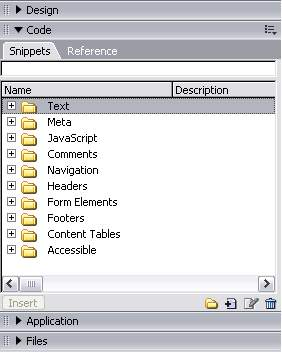 Design
Code
Snippets Reference
Name Description
Text
Meta
JavaScript
Comments
Navigation
Headers
Form Elements
Footers
Content Tables
Accessible
Insert
Application
Files